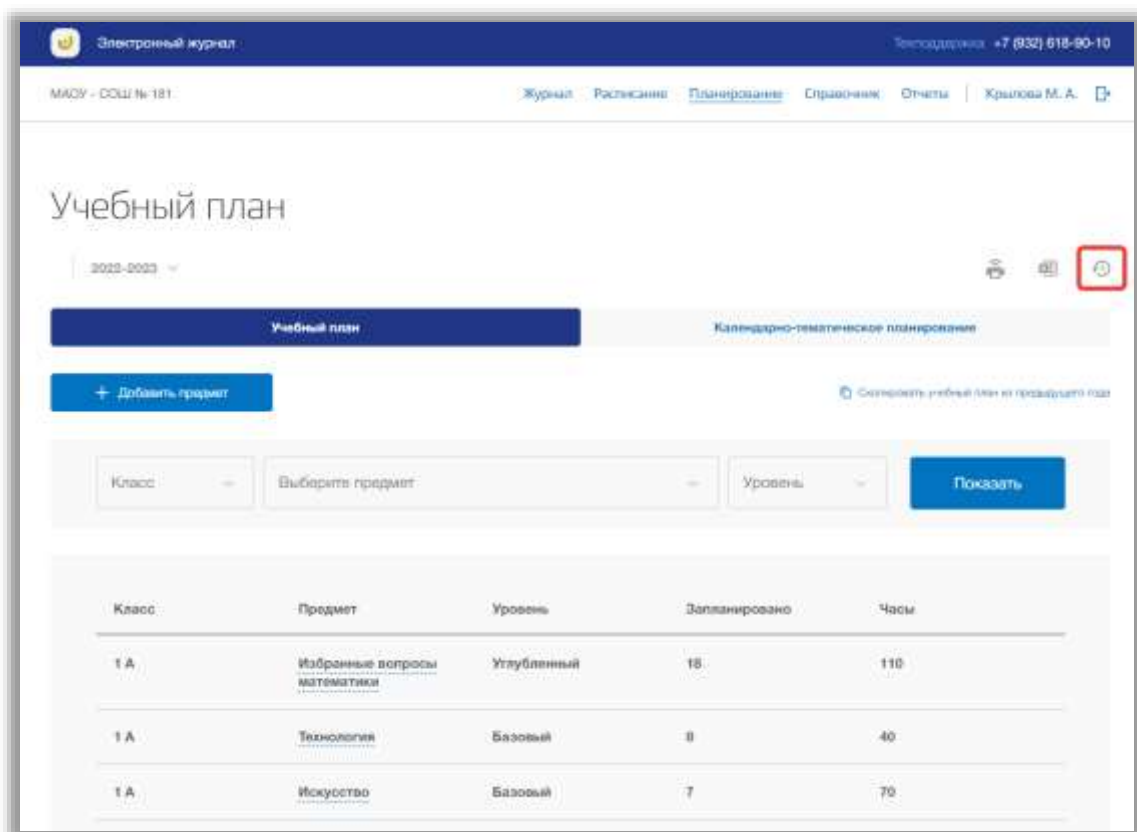 Электронный журнал Техподдержка +7 (932) 618-90-10
МАОУ - СОШ № 181 Журнал Расписание Планирование Справочник Отчеты Крылова М. А.
Учебный план
2022-2023
Учебный план Календарно-тематическое планирование
+ Добавить предмет Скопировать учебный план из предыдущего года
Класс Выберите предмет Уровень Показать
Класс Предмет Уровень Запланировано Часы
1 А Избранные вопросы математики Углубленный 18 110
1 А Технология Базовый 8 40
1 А Искусство Базовый 7 70